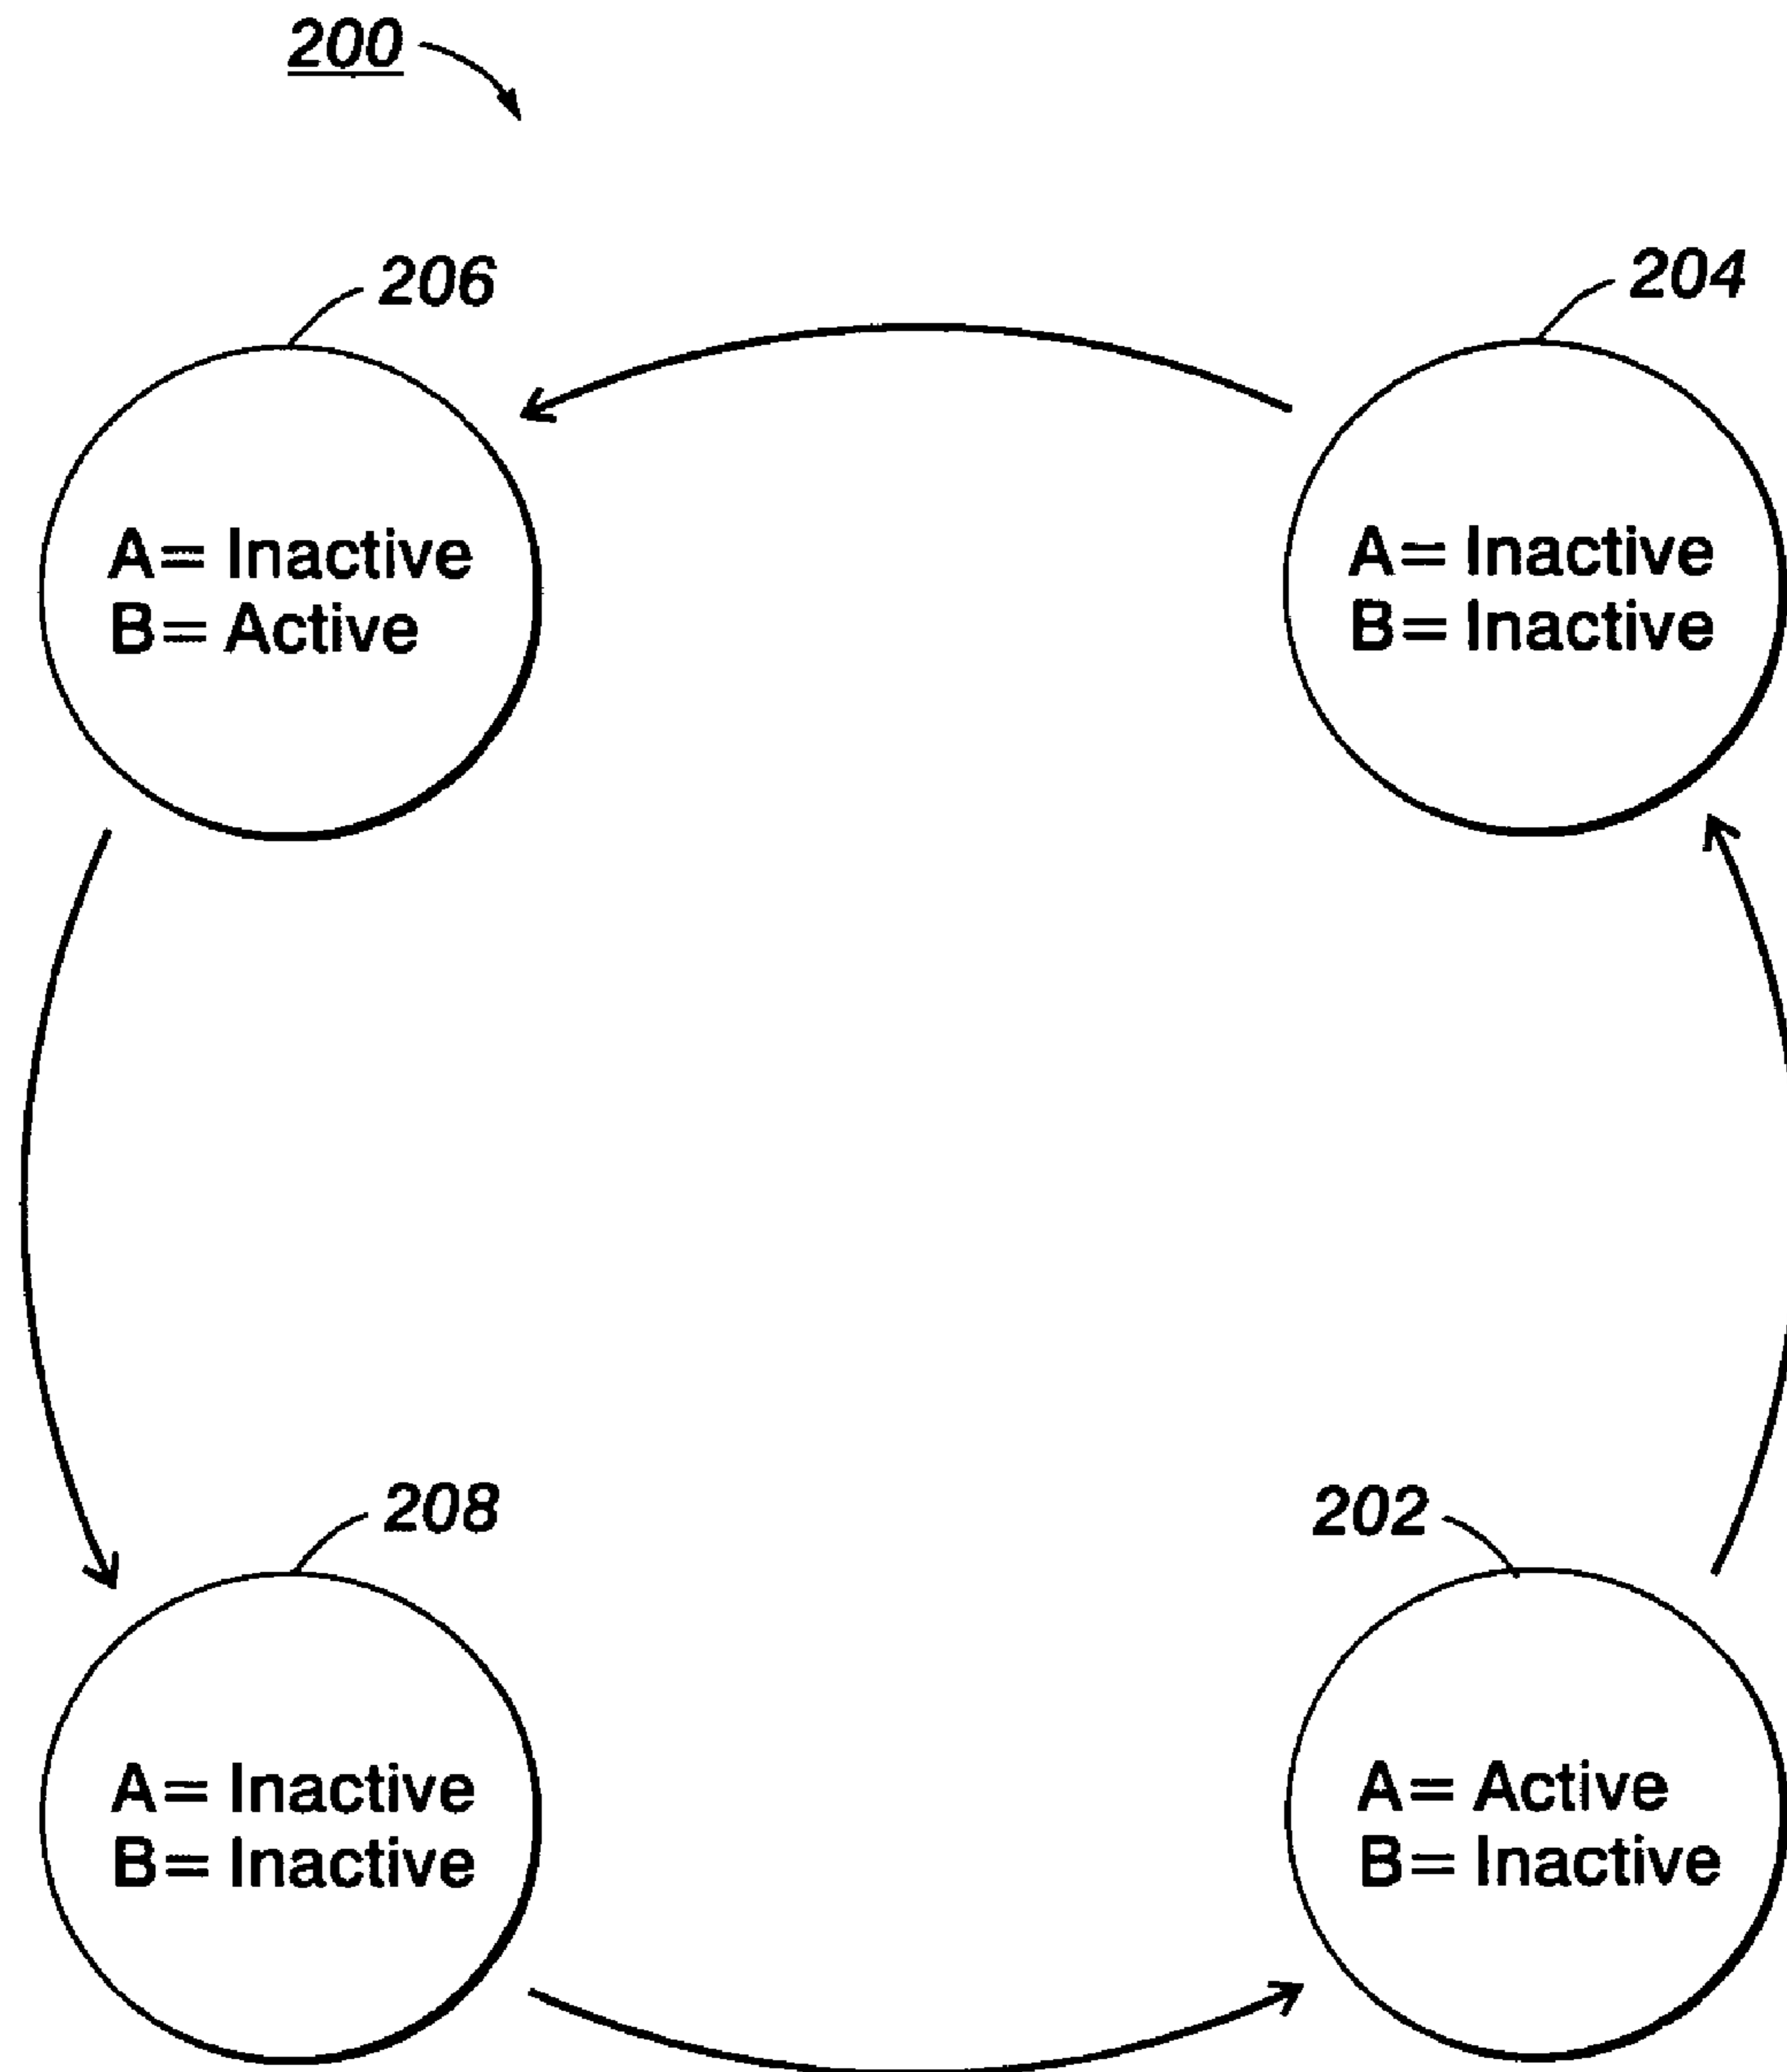 200
206
204
A= Inactive
B= Active
A= Inactive
B= Inactive
208
202
A= Inactive
B= Inactive
A= Active
B= Inactive